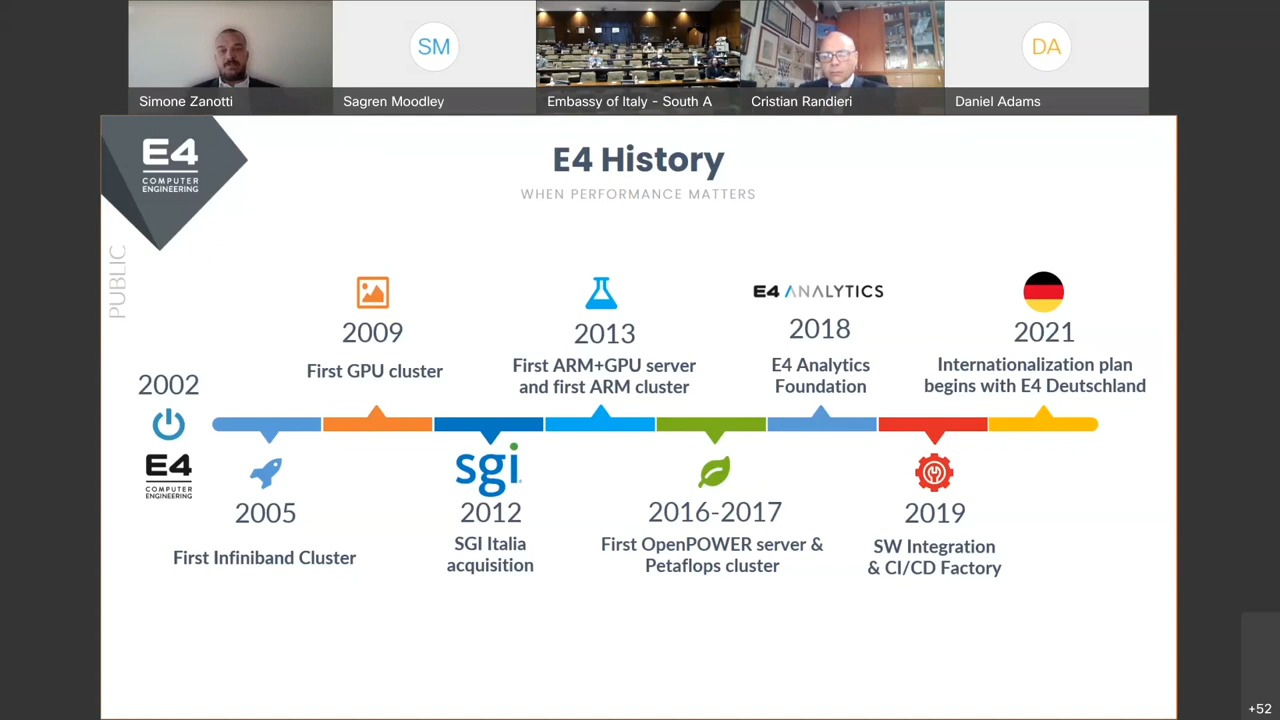 SM
DA
Simone Zanotti
Sagren Moodley
Embassy of Italy - South A
Cristian Randieri
Daniel Adams
E4
COMPUTER
ENGINEERING
E4 History
WHEN PERFORMANCE MATTERS
PUBLIC
2002
E4
COMPUTER
ENGINEERING
2005
First Infiniband Cluster
2009
First GPU cluster
sgi
2012
SGI Italia
acquisition
2013
First ARM+GPU server
and first ARM cluster
2016-2017
First OpenPOWER server &
Petaflops cluster
E4 ANALYTICS
2018
E4 Analytics
Foundation
2019
SW Integration
& CI/CD Factory
2021
Internationalization plan
begins with E4 Deutschland
+52